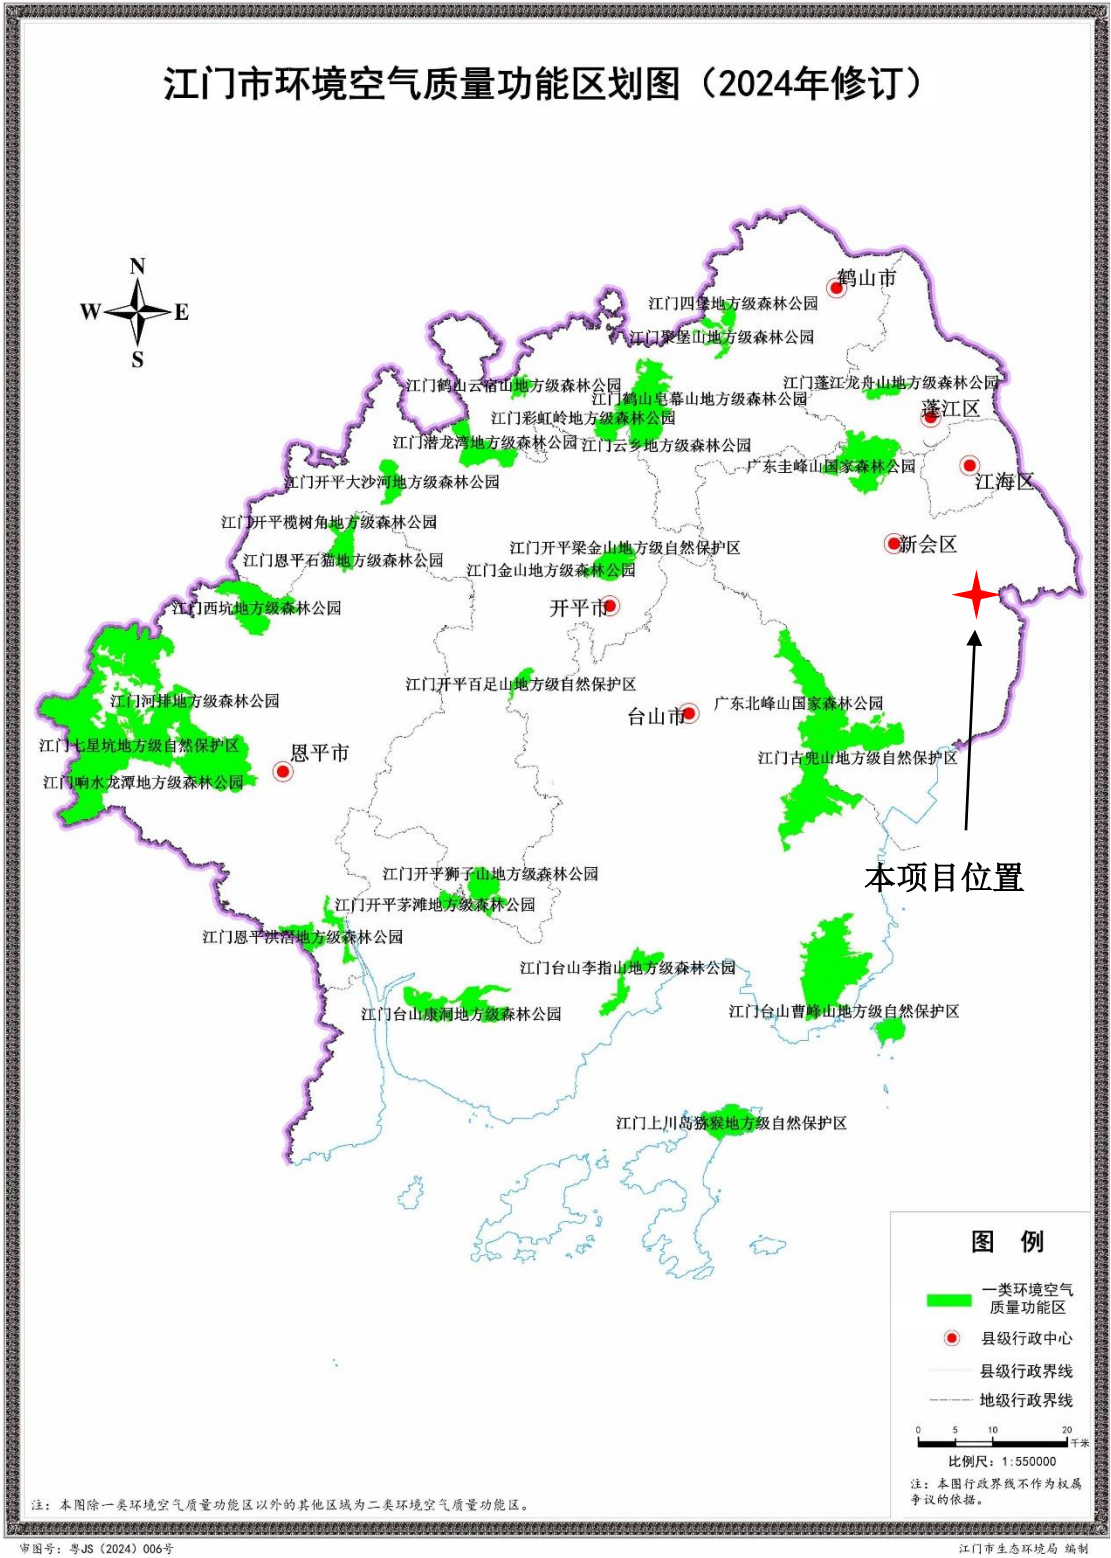 江门市环境空气质量功能区划图（2024年修订）
N
W
E
S
鹤山市
江门四堡地方级森林公园
江门聚堡山地方级森林公园
江门鹤山云宿山地方级森林公园
江门蓬江龙舟山地方级森林公园
江门鹤山皂幕山地方级森林公园
蓬江区
江门彩虹岭地方级森林公园
江门潜龙湾地方级森林公园
江门云乡地方级森林公园
广东圭峰山国家森林公园
江门开平大沙河地方级森林公园
江海区
江门开平榄树角地方级森林公园
新会区
江门开平梁金山地方级自然保护区
江门恩平石猫地方级森林公园
江门金山地方级森林公园
江门西坑地方级森林公园
开平市
江门开平百足山地方级自然保护区
江门河排地方级森林公园
广东北峰山国家森林公园
台山市
江门七星坑地方级自然保护区
恩平市
江门古兜山地方级自然保护区
江门响水龙潭地方级森林公园
本项目位置
江门开平狮子山地方级森林公园
江门开平茅滩地方级森林公园
江门恩平洪滘地方级森林公园
江门台山李指山地方级森林公园
江门台山康洞地方级森林公园
江门台山曹峰山地方级自然保护区
江门上川岛猕猴地方级自然保护区
图 例
一类环境空气
质量功能区
县级行政中心
县级行政界线
地级行政界线
0 5 10 20
千米
比例尺：1:550000
注：本图行政界线不作为权属
争议的依据。
注：本图除一类环境空气质量功能区以外的其他区域为二类环境空气质量功能区。
审图号：粤JS（2024）006号
江门市生态环境局 编制